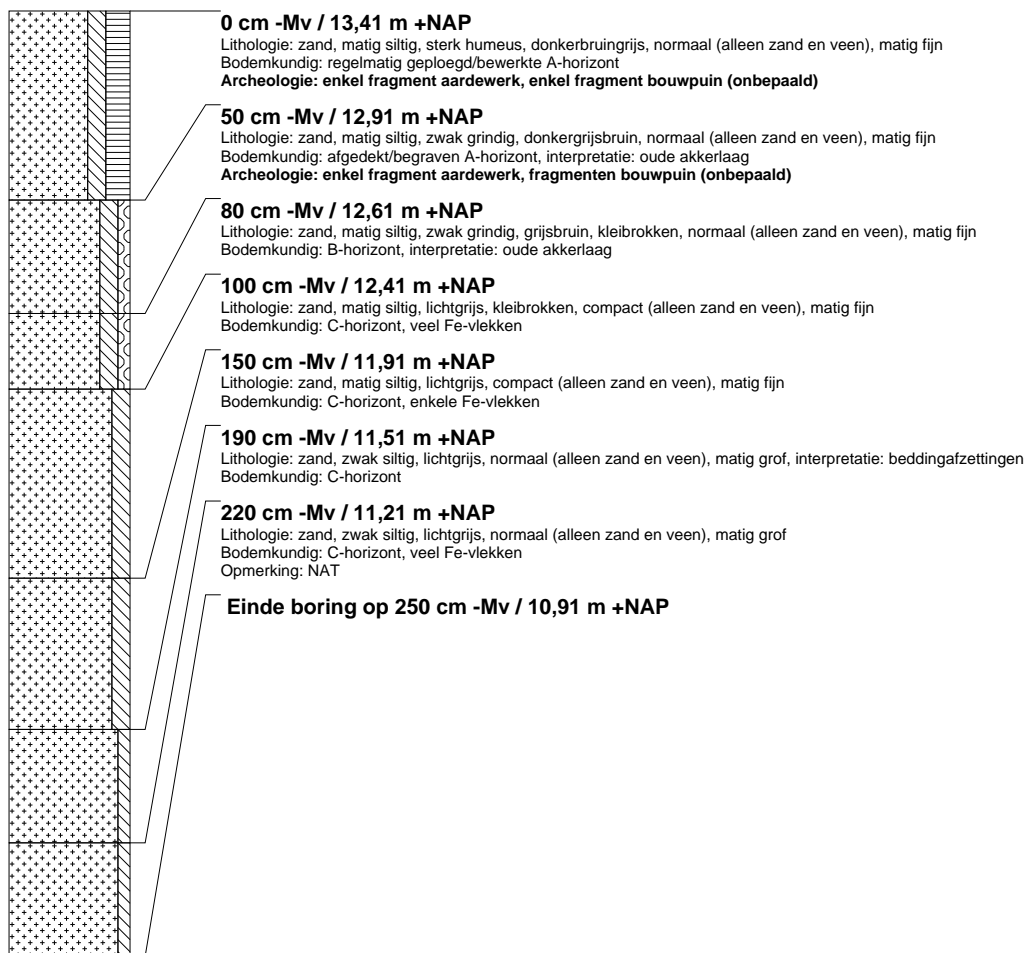 0 cm -Mv / 13,41 m +NAP
Lithologie: zand, matig siltig, sterk humeus, donkerbruingrijs, normaal (alleen zand en veen), matig fijn
Bodemkundig: regelmatig geploegd/bewerkte A-horizont
Archeologie: enkel fragment aardewerk, enkel fragment bouwpuin (onbepaald)
50 cm -Mv / 12,91 m +NAP
Lithologie: zand, matig siltig, zwak grindig, donkergrijsbruin, normaal (alleen zand en veen), matig fijn
Bodemkundig: afgedekt/begraven A-horizont, interpretatie: oude akkerlaag
Archeologie: enkel fragment aardewerk, fragmenten bouwpuin (onbepaald)
80 cm -Mv / 12,61 m +NAP
Lithologie: zand, matig siltig, zwak grindig, grijsbruin, kleibrokken, normaal (alleen zand en veen), matig fijn
Bodemkundig: B-horizont, interpretatie: oude akkerlaag
100 cm -Mv / 12,41 m +NAP
Lithologie: zand, matig siltig, lichtgrijs, kleibrokken, compact (alleen zand en veen), matig fijn
Bodemkundig: C-horizont, veel Fe-vlekken
150 cm -Mv / 11,91 m +NAP
Lithologie: zand, matig siltig, lichtgrijs, compact (alleen zand en veen), matig fijn
Bodemkundig: C-horizont, enkele Fe-vlekken
190 cm -Mv / 11,51 m +NAP
Lithologie: zand, zwak siltig, lichtgrijs, normaal (alleen zand en veen), matig grof, interpretatie: beddingafzettingen
Bodemkundig: C-horizont
220 cm -Mv / 11,21 m +NAP
Lithologie: zand, zwak siltig, lichtgrijs, normaal (alleen zand en veen), matig grof
Bodemkundig: C-horizont, veel Fe-vlekken
Opmerking: NAT
Einde boring op 250 cm -Mv / 10,91 m +NAP